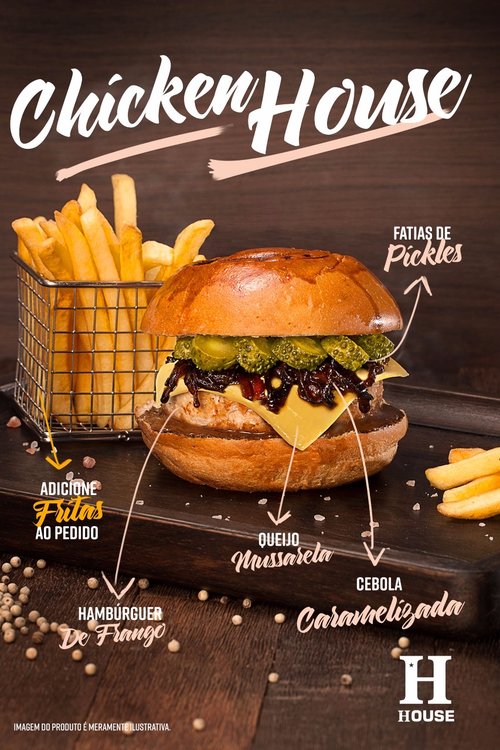 Chicken House
FATIAS DE
Píckles
ADICIONE
Fritas
AO PEDIDO
QUEIJO
Mussarela
CEBOLA
Caramelizada
HAMBÚRGUER
De Frango
H
HOUSE
IMAGEM DO PRODUTO É MERAMENTE ILUSTRATIVA.